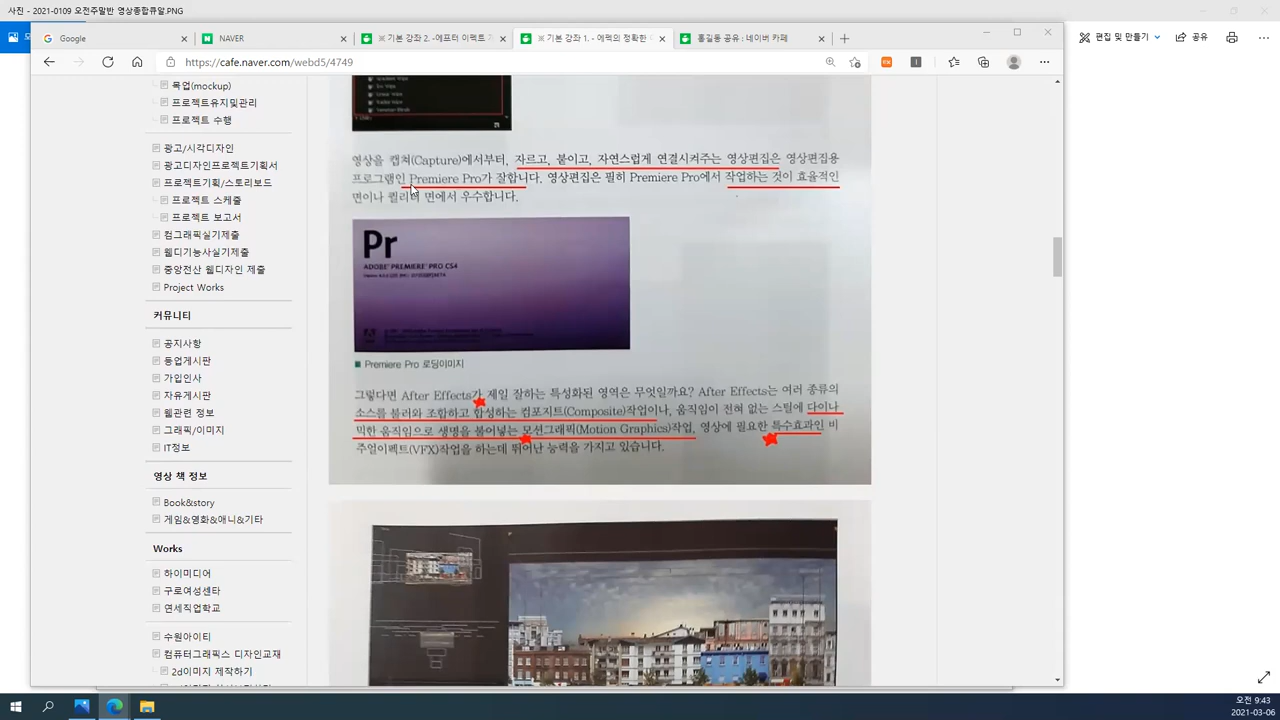 사진 - 2021-0109 오전주말반 영상종합큐알.PNG
Google
NAVER
※ 기본 강좌 2. -에프터 이펙트
※ 기본 강좌 1. - 에펙의 정확한
홍길동 공유 : 네이버 카페
편집 및 만들기
공유
https://cafe.naver.com/webd5/4749
목업(mockup)
프로젝트유지및관리
프로젝트 수행
광고/시각디자인
광고디자인프로젝트기획서
프로젝트기획/스토리보드
프로젝트 스케줄
프로젝트 보고서
컴그래픽실기제출
웹디기능사실기제출
중앙정산 웹디자인 제출
Project Works
커뮤니티
공지사항
등업게시판
가입인사
자유게시판
웹관련 정보
그래픽/이미지
IT정보
영상 책 정보
Book&story
게임&영화&애니&기타
Works
하이미디어
구로여성센타
연세직업학교
수원아이티
컴퓨터그래픽스 디자인교재
2d이미지 제작하기
영상을 캡쳐(Capture)에서부터, 자르고, 붙이고, 자연스럽게 연결시켜주는 영상편집은 영상편집용
프로그램인 Premiere Pro가 잘합니다. 영상편집은 필히 Premiere Pro에서 작업하는 것이 효율적인
면이나 퀄리티 면에서 우수합니다.
Pr
ADOBE PREMIERE PRO CS4
Premiere Pro 로딩이미지
그렇다면 After Effects가 제일 잘하는 특성화된 영역은 무엇일까요? After Effects는 여러 종류의
소스를 불러와 조합하고 합성하는 컴포지트(Composite)작업이나, 움직임이 전혀 없는 스틸에 다이나
믹한 움직임으로 생명을 불어넣는 모션그래픽(Motion Graphics)작업, 영상에 필요한 특수효과인 비
주얼이펙트(VFX)작업을 하는데 뛰어난 능력을 가지고 있습니다.
오전 9:43
2021-03-06